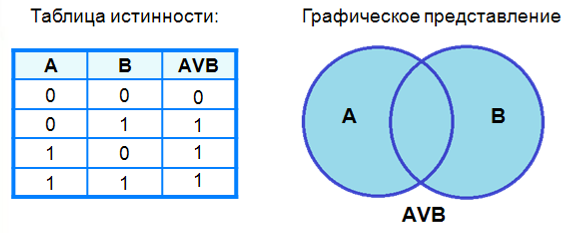 Таблица истинности:
Графическое представление
A B AVB
0 0 0
0 1 1
1 0 1
1 1 1
A B
AVB